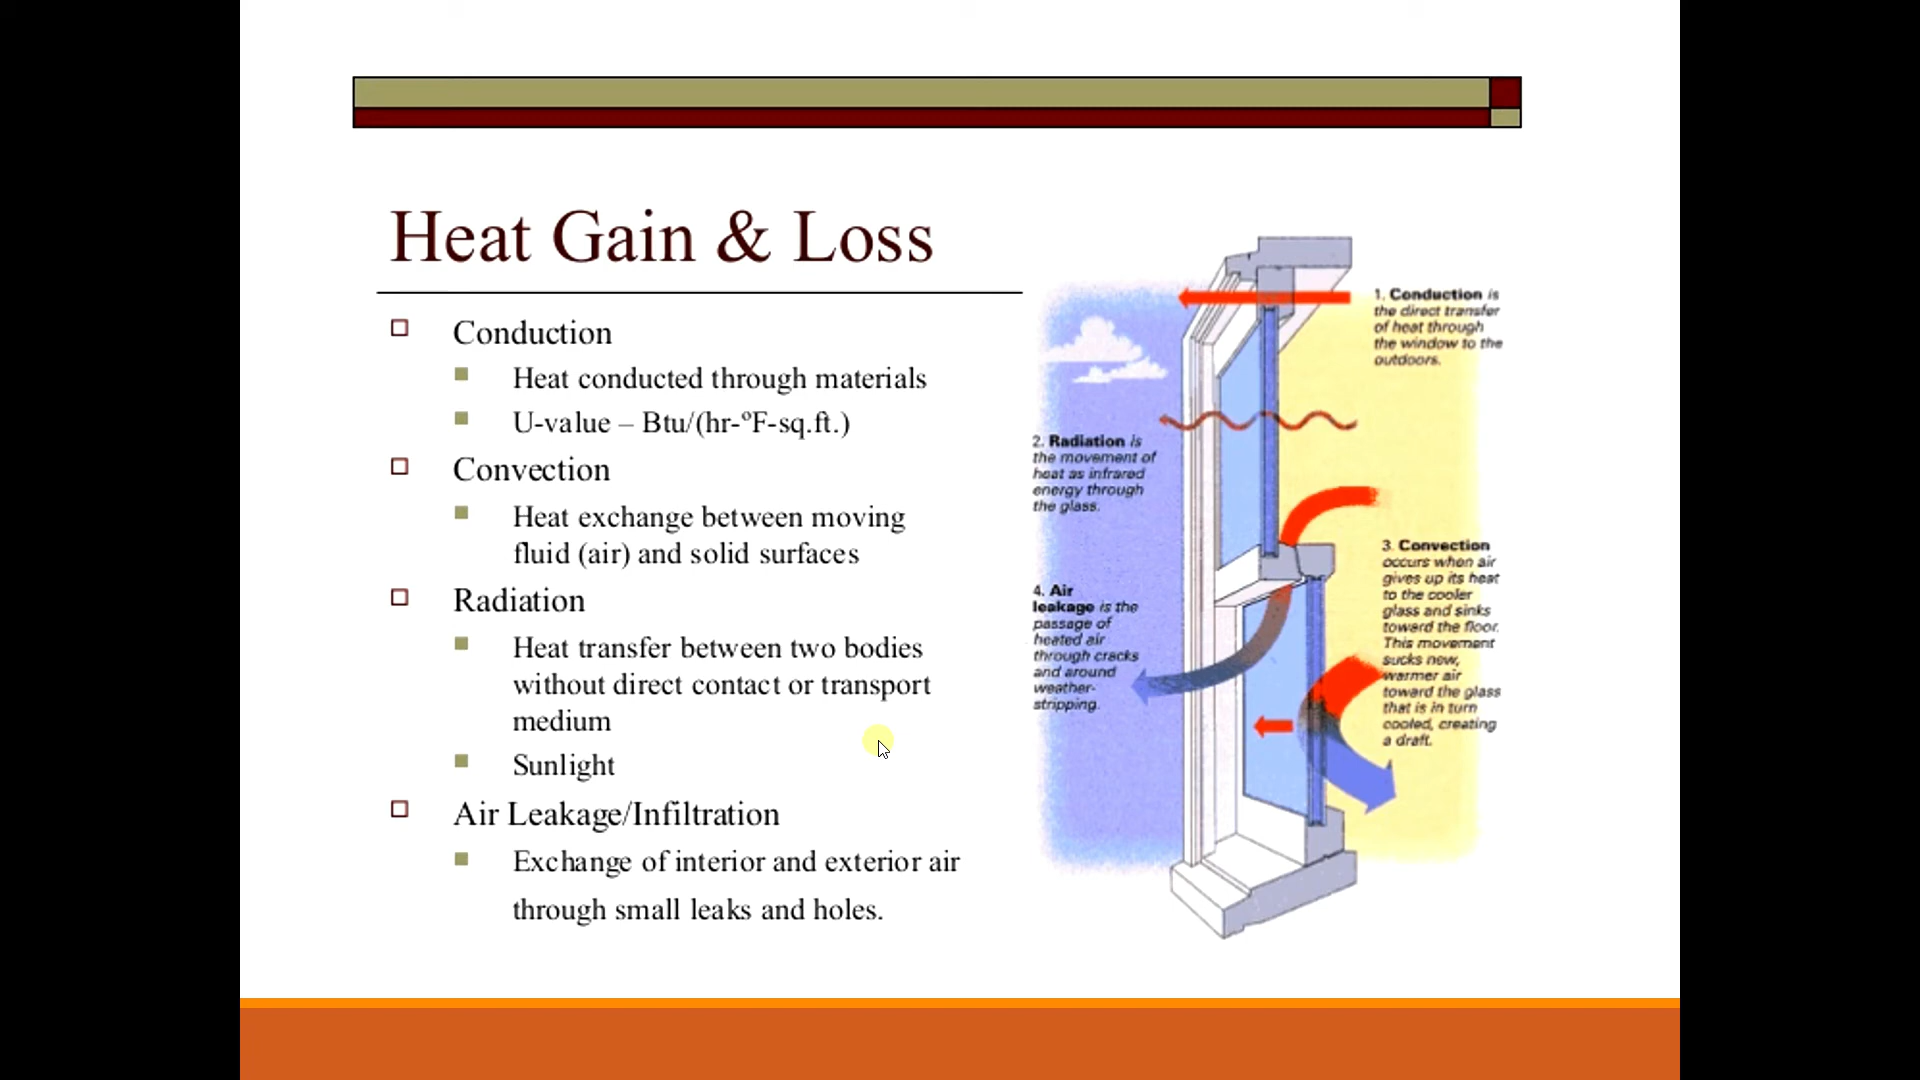 Heat Gain & Loss
Conduction
Heat conducted through materials
U-value – Btu/(hr-ºF-sq.ft.)
Convection
Heat exchange between moving
fluid (air) and solid surfaces
Radiation
Heat transfer between two bodies
without direct contact or transport
medium
Sunlight
Air Leakage/Infiltration
Exchange of interior and exterior air
through small leaks and holes.
1. Conduction is
the direct transfer
of heat through
the window to the
outdoors.
2. Radiation is
the movement of
heat as infrared
energy through
the glass.
3. Convection
occurs when air
gives up its heat
to the cooler
glass and sinks
toward the floor.
This movement
sucks new,
warmer air
toward the glass
that is in turn
cooled, creating
a draft.
4. Air
leakage is the
passage of
heated air
through cracks
and around
weather-
stripping.